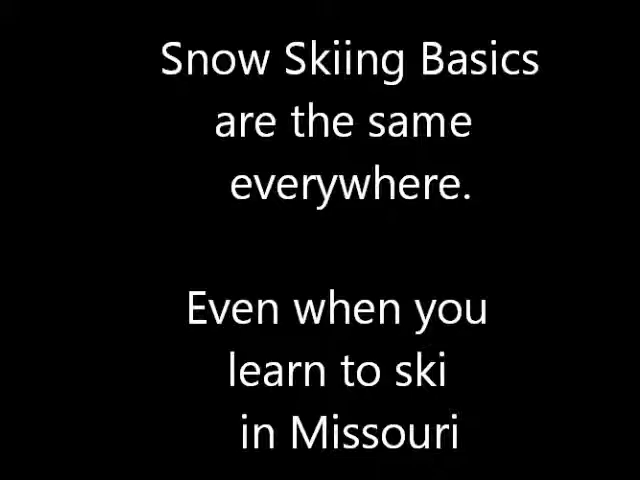 Snow Skiing Basics
are the same
everywhere.
Even when you
learn to ski
in Missouri